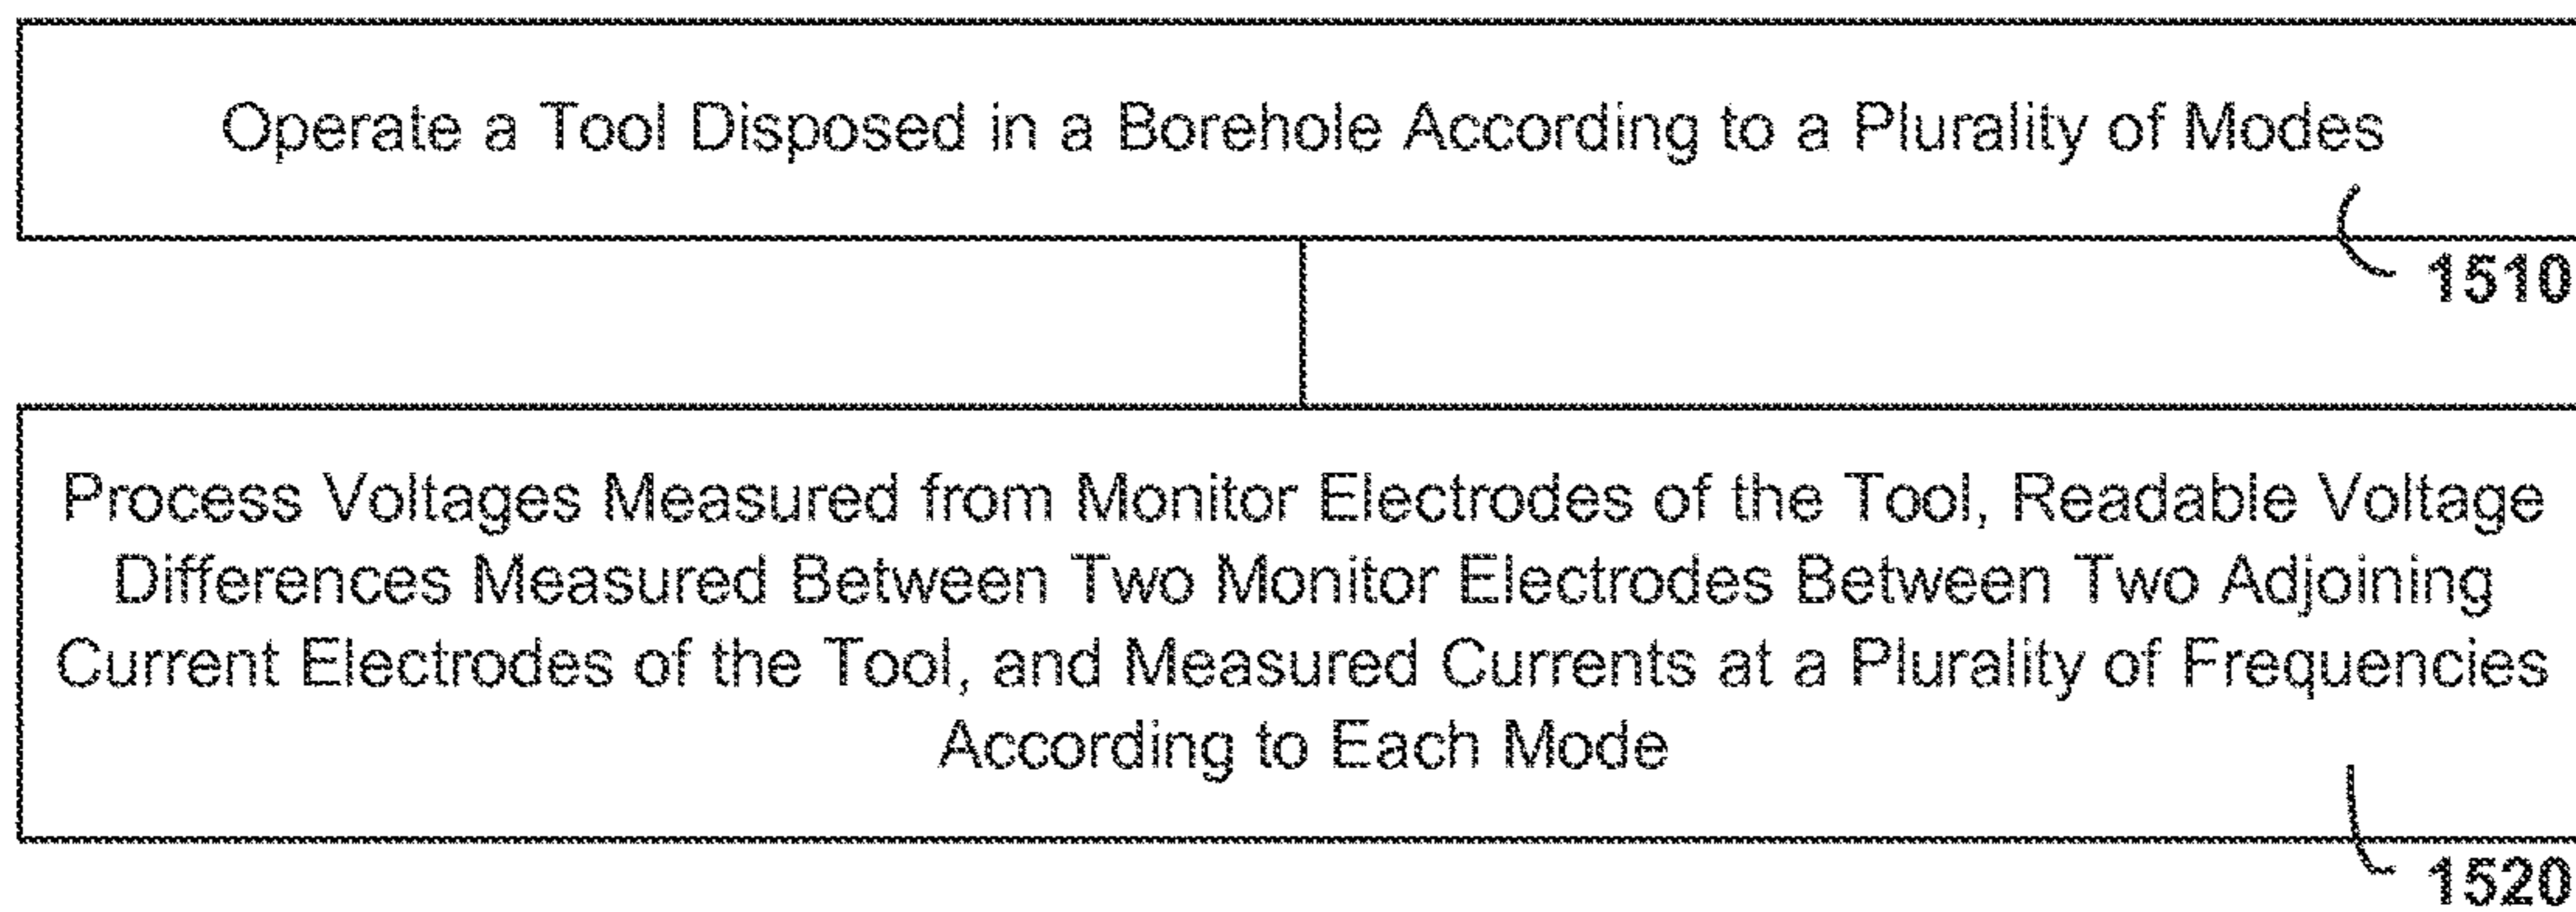 Operate a Tool Disposed in a Borehole According to a Plurality of Modes
1510
Process Voltages Measured from Monitor Electrodes of the Tool, Readable Voltage
Differences Measured Between Two Monitor Electrodes Between Two Adjoining
Current Electrodes of the Tool, and Measured Currents at a Plurality of Frequencies
According to Each Mode
1520